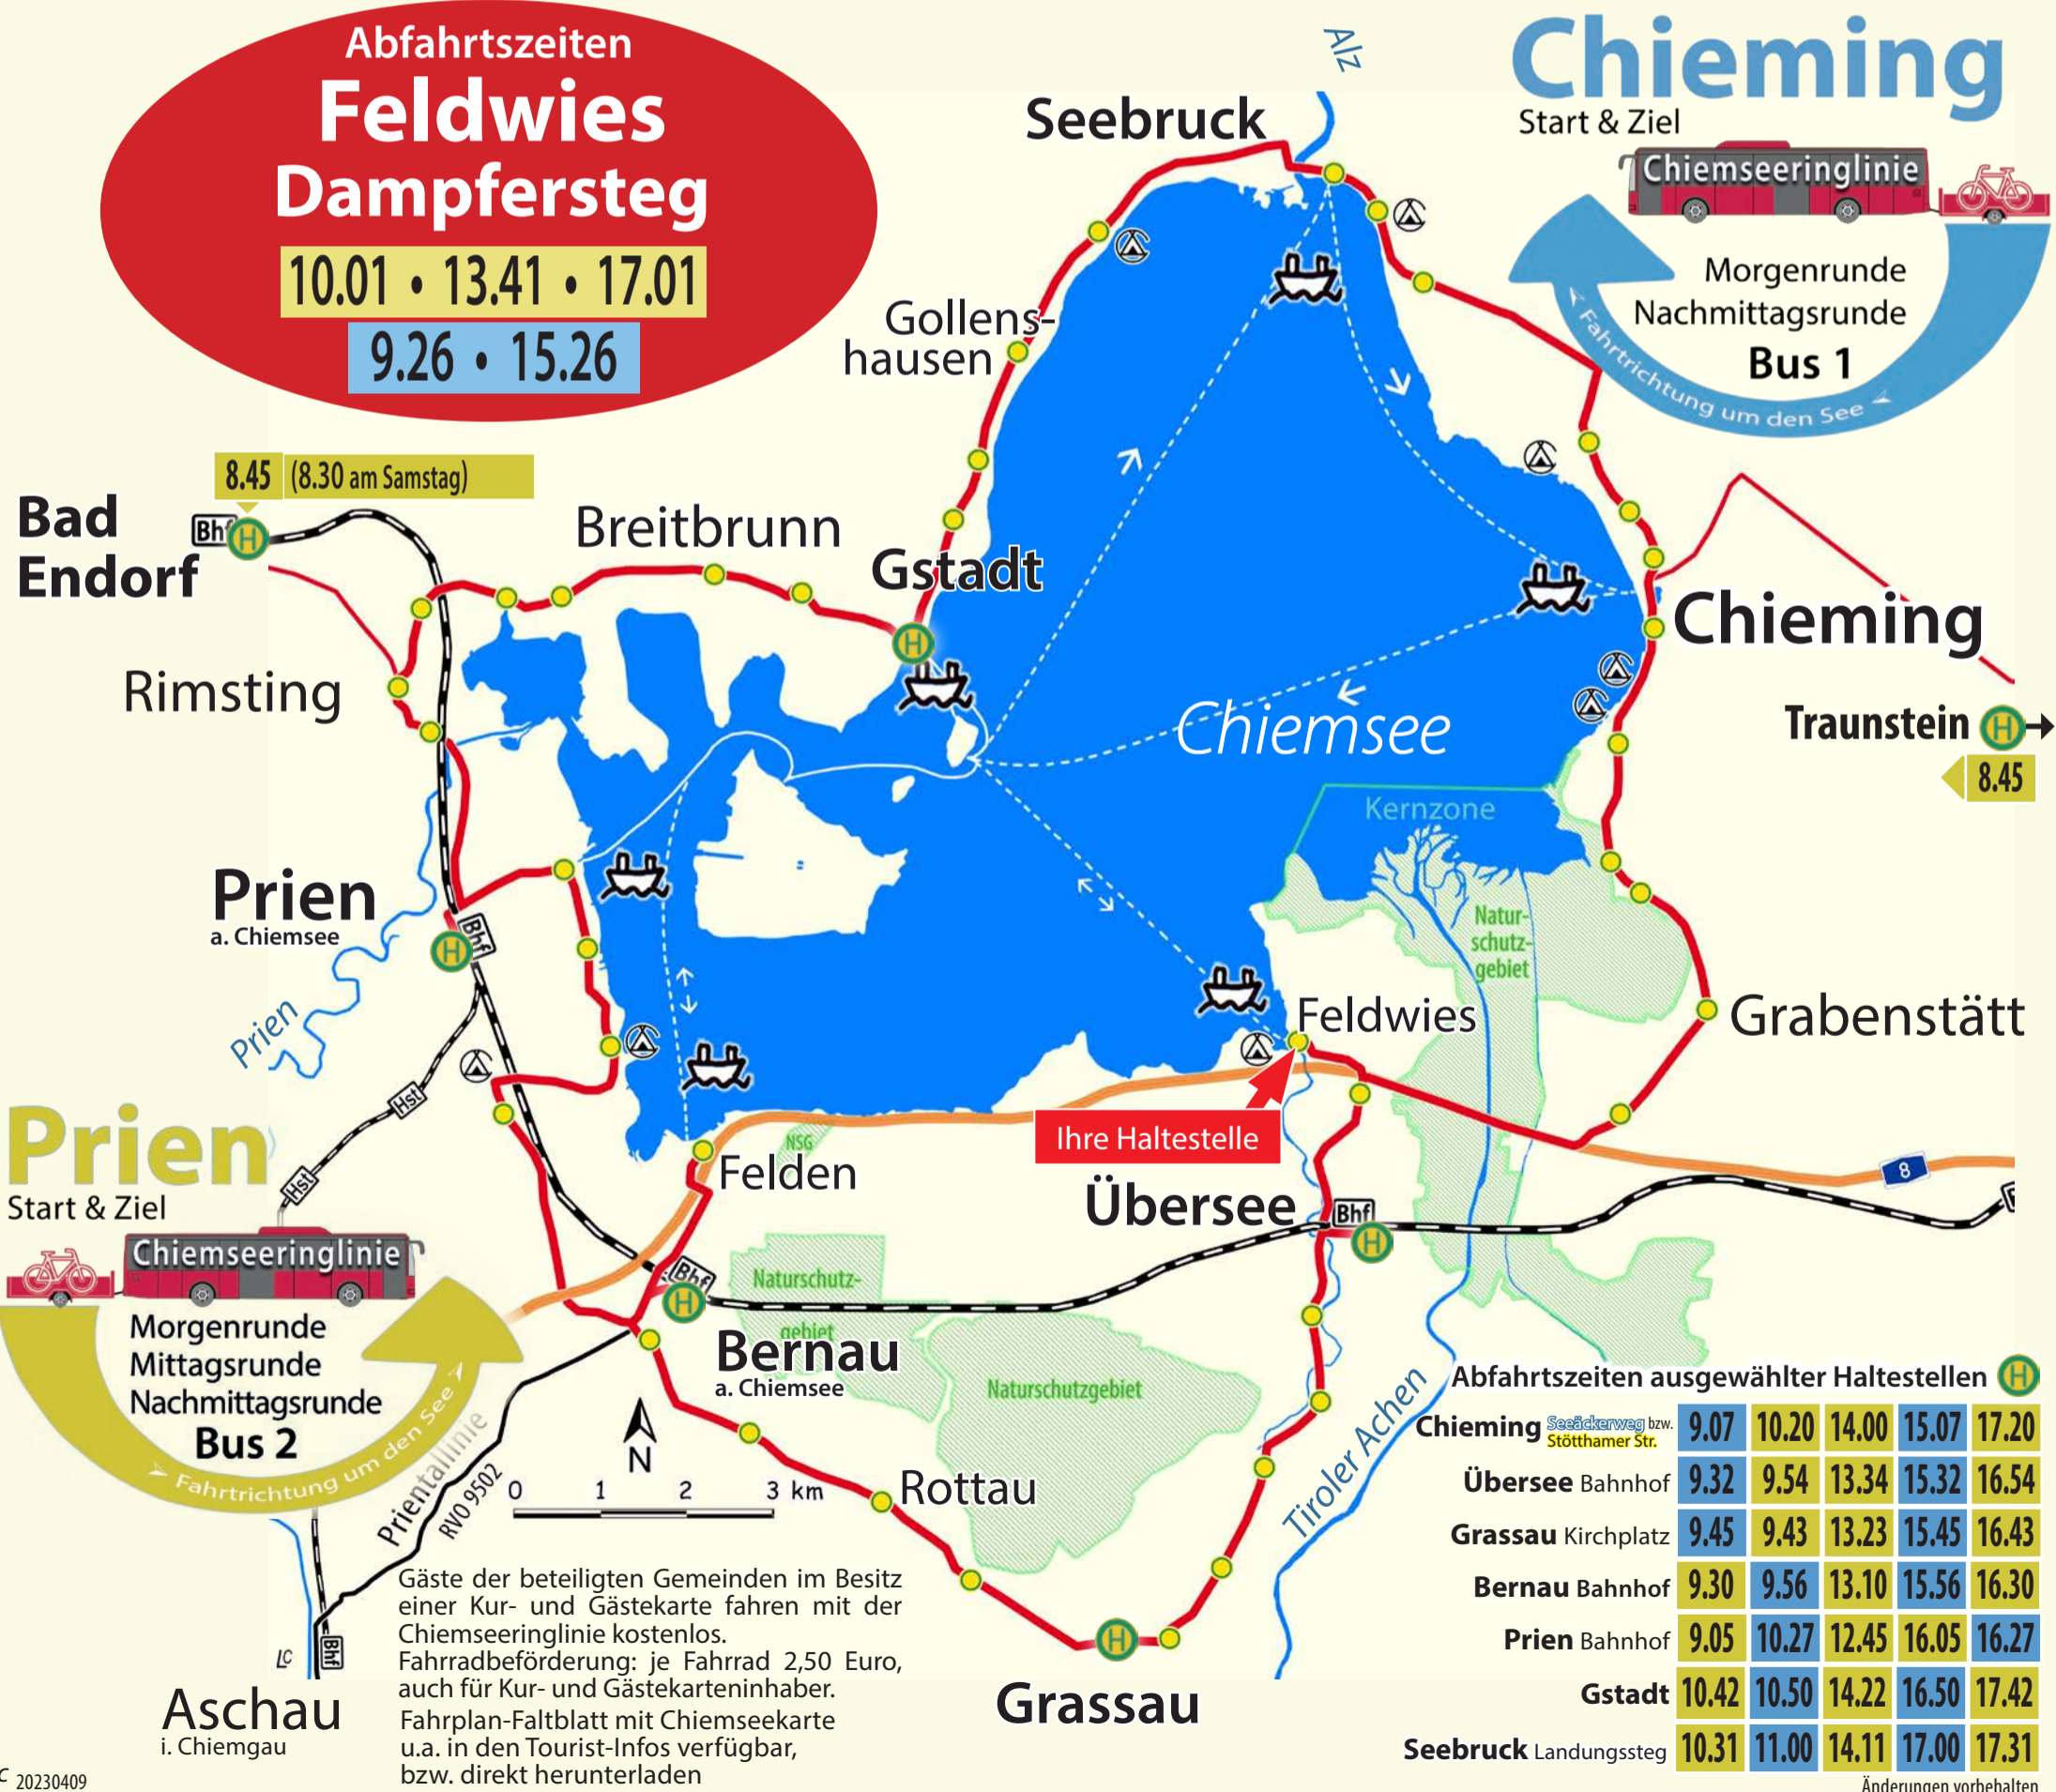 Abfahrtszeiten
Feldwies
Dampfersteg
10.01 • 13.41 • 17.01
9.26 • 15.26
Alz
Chieming
Start & Ziel
Chiemseeringlinie
Morgenrunde
Nachmittagsrunde
Bus 1
Fahrtrichtung um den See
Seebruck
Gollens-
hausen
8.45 (8.30 am Samstag)
Bad
Endorf
Bhf
H
Breitbrunn
Gstadt
H
Rimsting
Chieming
Chiemsee
Traunstein H
8.45
Kernzone
Prien
a. Chiemsee
Bhf
H
Natur-
schutz-
gebiet
Prien
Feldwies
Grabenstätt
Hst
Hst
Ihre Haltestelle
NSG
Felden
Übersee
Bhf
H
8
Prien
Start & Ziel
Chiemseeringlinie
Morgenrunde
Mittagsrunde
Nachmittagsrunde
Bus 2
Fahrtrichtung um den See
Bhf
H
Naturschutz-
gebiet
Bernau
a. Chiemsee
Naturschutzgebiet
N
0 1 2 3 km
Prientallinie
RVO 9502
Rottau
Tiroler Achen
H
Grassau
LC
Bhf
Aschau
i. Chiemgau
Gäste der beteiligten Gemeinden im Besitz
einer Kur- und Gästekarte fahren mit der
Chiemseeringlinie kostenlos.
Fahrradbeförderung: je Fahrrad 2,50 Euro,
auch für Kur- und Gästekarteninhaber.
Fahrplan-Faltblatt mit Chiemseekarte
u.a. in den Tourist-Infos verfügbar,
bzw. direkt herunterladen
Abfahrtszeiten ausgewählter Haltestellen H
Chieming Seeäckerweg bzw. Stötthamer Str. 9.07 10.20 14.00 15.07 17.20
Übersee Bahnhof 9.32 9.54 13.34 15.32 16.54
Grassau Kirchplatz 9.45 9.43 13.23 15.45 16.43
Bernau Bahnhof 9.30 9.56 13.10 15.56 16.30
Prien Bahnhof 9.05 10.27 12.45 16.05 16.27
Gstadt 10.42 10.50 14.22 16.50 17.42
Seebruck Landungssteg 10.31 11.00 14.11 17.00 17.31
Änderungen vorbehalten
20230409